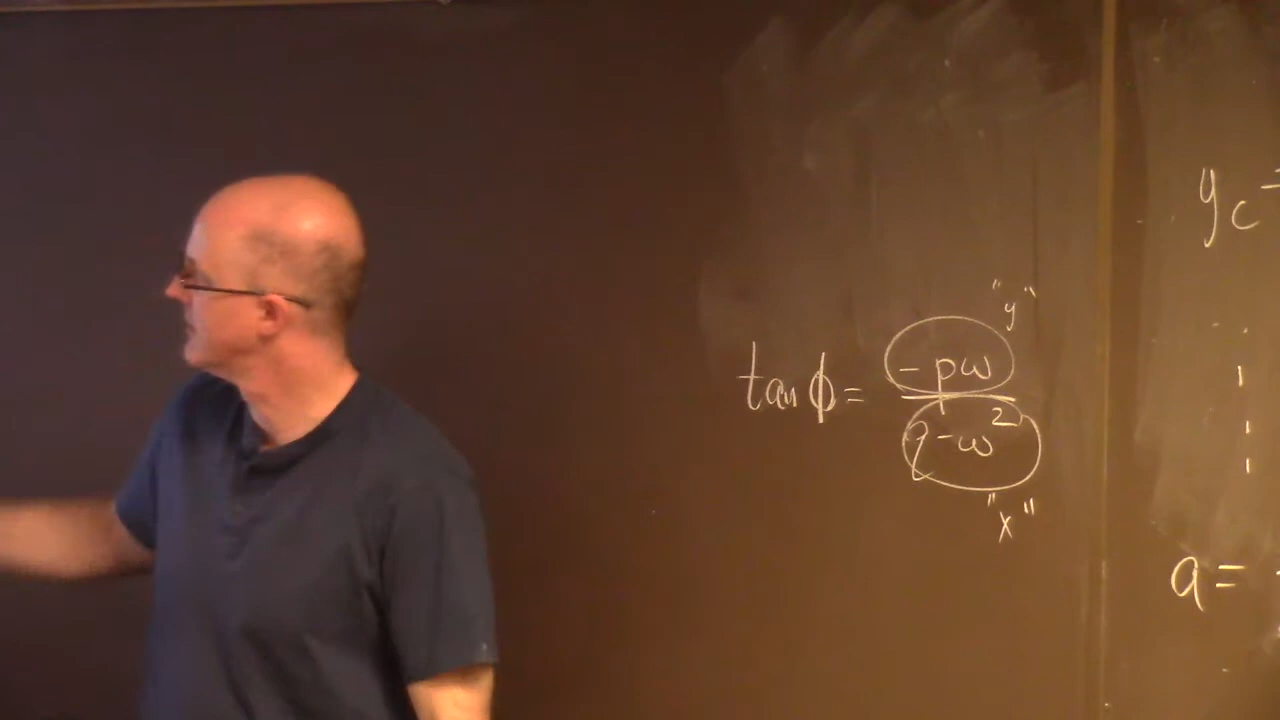 "y"
tan ϕ = -pω / q-ω²
"x"
y_c =
a =